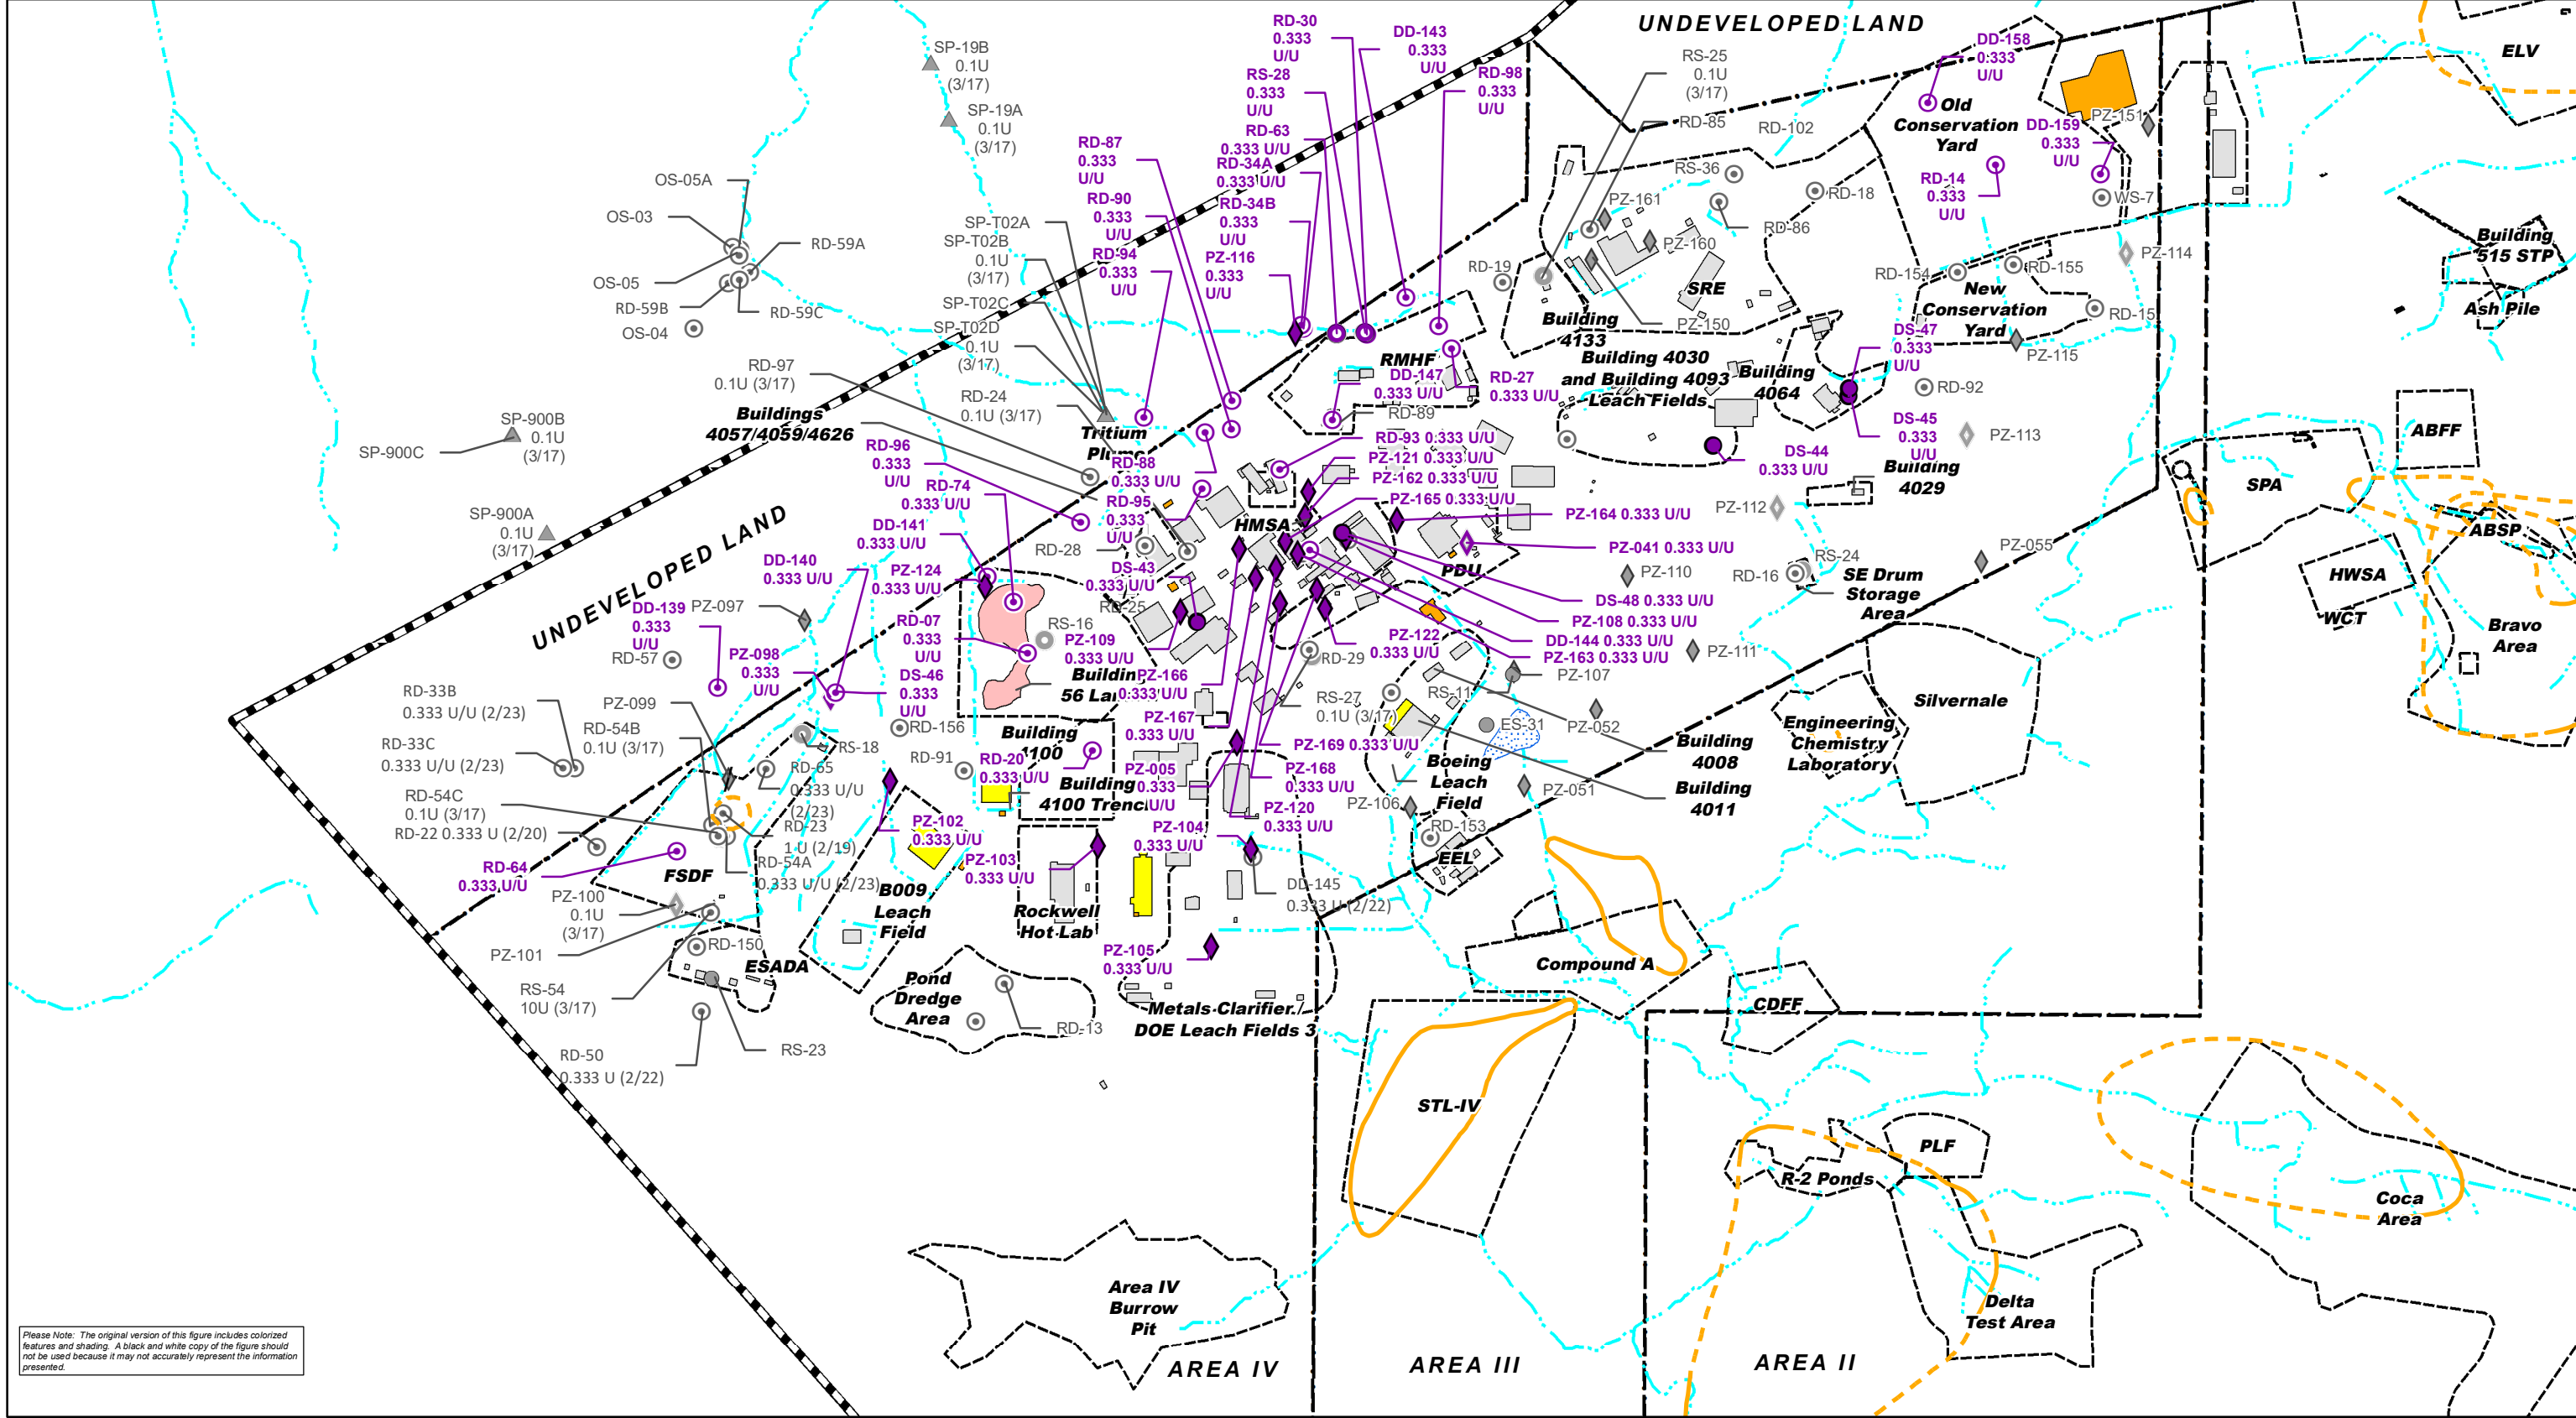 UNDEVELOPED LAND
ELV
SP-19B
0.1U
(3/17)
SP-19A
0.1U
(3/17)
RD-30
0.333
U/U
DD-143
0.333
U/U
RS-28
0.333
U/U
RD-98
0.333
U/U
RD-63
0.333 U/U
RD-34A
0.333 U/U
RD-34B
0.333
U/U
PZ-116
0.333
U/U
RD-87
0.333
U/U
RD-90
0.333
U/U
RD-94
0.333
U/U
RS-25
0.1U
(3/17)
RD-85
RD-102
DD-158
0.333
U/U
Old
Conservation
Yard
PZ-151
DD-159
0.333
U/U
RD-14
0.333
U/U
WS-7
RS-36
RD-18
PZ-161
PZ-160
RD-86
RD-19
SRE
PZ-150
Building
4133
RD-154
RD-155
PZ-114
New
Conservation
Yard
RD-15
PZ-115
Building
515 STP
Ash Pile
OS-05A
OS-03
RD-59A
OS-05
RD-59B
RD-59C
OS-04
SP-T02A
SP-T02B
0.1U
(3/17)
SP-T02C
SP-T02D
0.1U
(3/17)
RD-97
0.1U (3/17)
RD-24
0.1U (3/17)
Buildings
4057/4059/4626
Tritium
Plume
SP-900B
0.1U
(3/17)
SP-900C
SP-900A
0.1U
(3/17)
RMHF
DD-147
0.333 U/U
RD-27
0.333 U/U
RD-89
Building 4030
and Building 4093
Leach Fields
Building
4064
DS-47
0.333
U/U
RD-92
DS-45
0.333
U/U
PZ-113
DS-44
0.333 U/U
Building
4029
RD-93 0.333 U/U
PZ-121 0.333 U/U
PZ-162 0.333 U/U
PZ-165 0.333 U/U
PZ-164 0.333 U/U
PZ-041 0.333 U/U
RD-96
0.333
U/U
RD-88
0.333 U/U
RD-74
0.333 U/U
RD-95
0.333
U/U
HMSA
PDU
RD-28
DD-141
0.333 U/U
DD-140
0.333 U/U
PZ-124
0.333 U/U
DS-43
0.333 U/U
RD-25
PZ-112
RS-24
RD-16
PZ-055
PZ-110
SE Drum
Storage
Area
DS-48 0.333 U/U
PZ-108 0.333 U/U
DD-144 0.333 U/U
PZ-163 0.333 U/U
PZ-111
ABFF
SPA
ABSP
HWSA
WCT
Bravo
Area
UNDEVELOPED LAND
DD-139
0.333
U/U
PZ-097
RD-57
PZ-098
0.333
U/U
RD-07
0.333
U/U
DS-46
0.333
U/U
RS-16
PZ-109
0.333 U/U
PZ-122
0.333 U/U
RD-29
PZ-166
0.333 U/U
RS-27
0.1U (3/17)
RS-11
PZ-107
ES-31
PZ-052
Silvernale
Engineering
Chemistry
Laboratory
Building
4008
Building
4011
RD-33B
0.333 U/U (2/23)
PZ-099
RD-54B
0.1U (3/17)
RD-33C
0.333 U/U (2/23)
RS-18
RD-156
RD-91
RD-65
0.333 U/U
(2/23)
RD-54C
0.1U (3/17)
RD-22 0.333 U (2/20)
RD-23
1 U (2/19)
RD-54A
0.333 U/U (2/23)
RD-64
0.333 U/U
FSDF
Building
4100
RD-20
0.333 U/U
PZ-167
0.333 U/U
PZ-169 0.333 U/U
PZ-005
0.333
U/U
PZ-168
0.333 U/U
PZ-120
0.333 U/U
PZ-104
0.333 U/U
PZ-102
0.333 U/U
PZ-103
0.333 U/U
Boeing
Leach
Field
PZ-106
PZ-051
RD-153
EEL
PZ-100
0.1U
(3/17)
PZ-101
RD-150
ESADA
B009
Leach
Field
Rockwell
Hot Lab
DD-145
0.333 U (2/22)
PZ-105
0.333 U/U
RS-54
10U (3/17)
Pond
Dredge
Area
RD-13
Metals Clarifier/
DOE Leach Fields 3
RD-50
0.333 U (2/22)
RS-23
Compound A
CDFF
STL-IV
PLF
R-2 Ponds
Coca
Area
Area IV
Burrow
Pit
Delta
Test Area
AREA IV
AREA III
AREA II
Please Note: The original version of this figure includes colorized
features and shading. A black and white copy of the figure should
not be used because it may not accurately represent the information
presented.